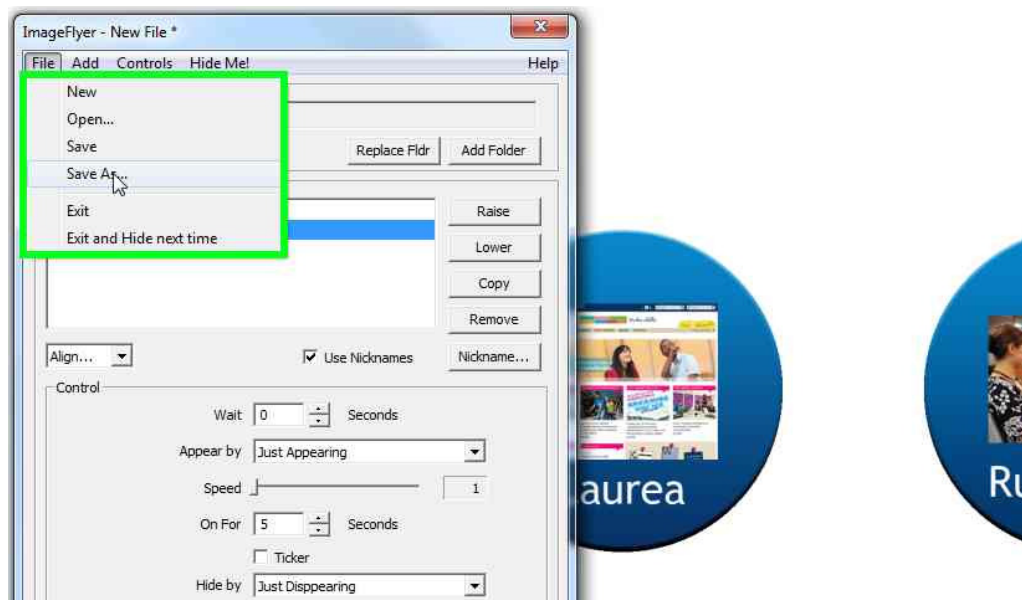 ImageFlyer - New File *
File Add Controls Hide Me! Help
New
Open...
Save
Save As...
Exit
Exit and Hide next time
Replace Fldr Add Folder
Raise
Lower
Copy
Remove
Align... Use Nicknames Nickname...
Control
Wait 0 Seconds
Appear by Just Appearing
Speed 1
On For 5 Seconds
Ticker
Hide by Just Disppearing
aurea
Ru